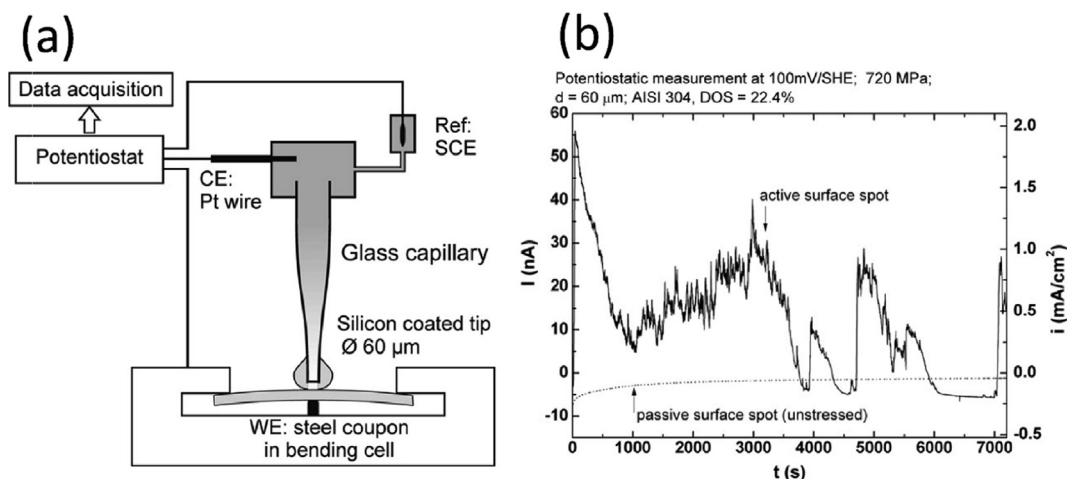 (a)
Data acquisition
Potentiostat
CE:
Pt wire
Ref:
SCE
Glass capillary
Silicon coated tip
Ø 60 µm
WE: steel coupon
in bending cell
(b)
Potentiostatic measurement at 100mV/SHE; 720 MPa;
d = 60 µm; AISI 304, DOS = 22.4%
60
50
40
30
20
10
0
-10
I (nA)
active surface spot
passive surface spot (unstressed)
2.0
1.5
1.0
0.5
0.0
-0.5
i (mA/cm²)
0 1000 2000 3000 4000 5000 6000 7000
t (s)